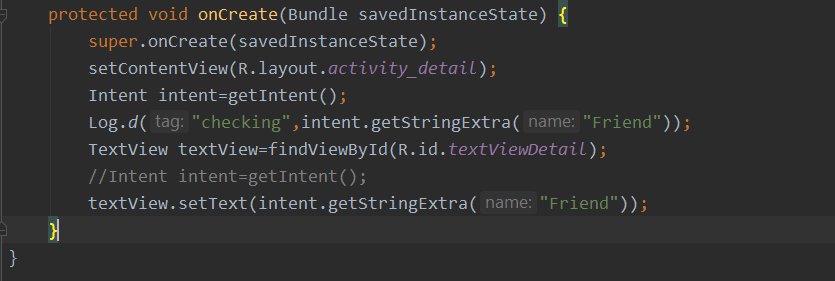 protected void onCreate(Bundle savedInstanceState) {
super.onCreate(savedInstanceState);
setContentView(R.layout.activity_detail);
Intent intent=getIntent();
Log.d( tag: "checking",intent.getStringExtra( name: "Friend"));
TextView textView=findViewById(R.id.textViewDetail);
//Intent intent=getIntent();
textView.setText(intent.getStringExtra( name: "Friend"));
}
}